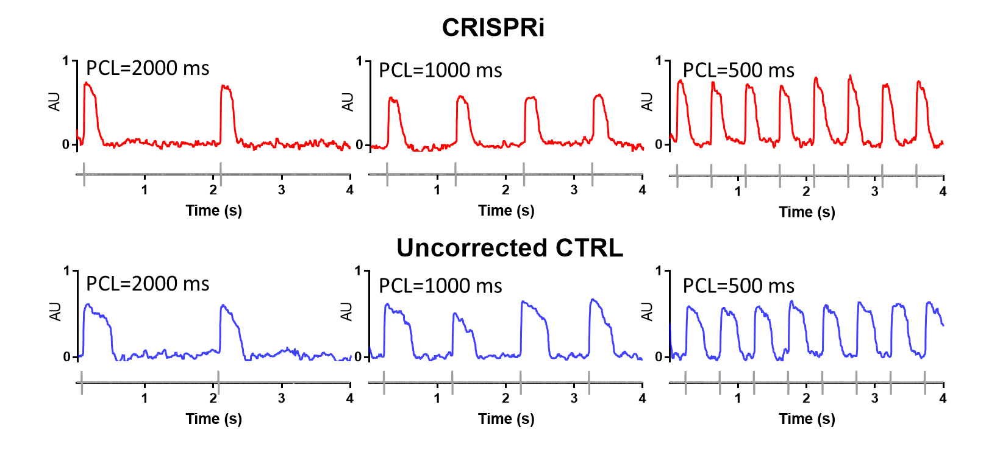 CRISPRi
1 PCL=2000 ms 1 PCL=1000 ms 1 PCL=500 ms
AU AU AU
0 0 0
1 2 3 4 1 2 3 4 1 2 3 4
Time (s) Time (s) Time (s)
Uncorrected CTRL
1 PCL=2000 ms 1 PCL=1000 ms 1 PCL=500 ms
AU AU AU
0 0 0
1 2 3 4 1 2 3 4 1 2 3 4
Time (s) Time (s) Time (s)